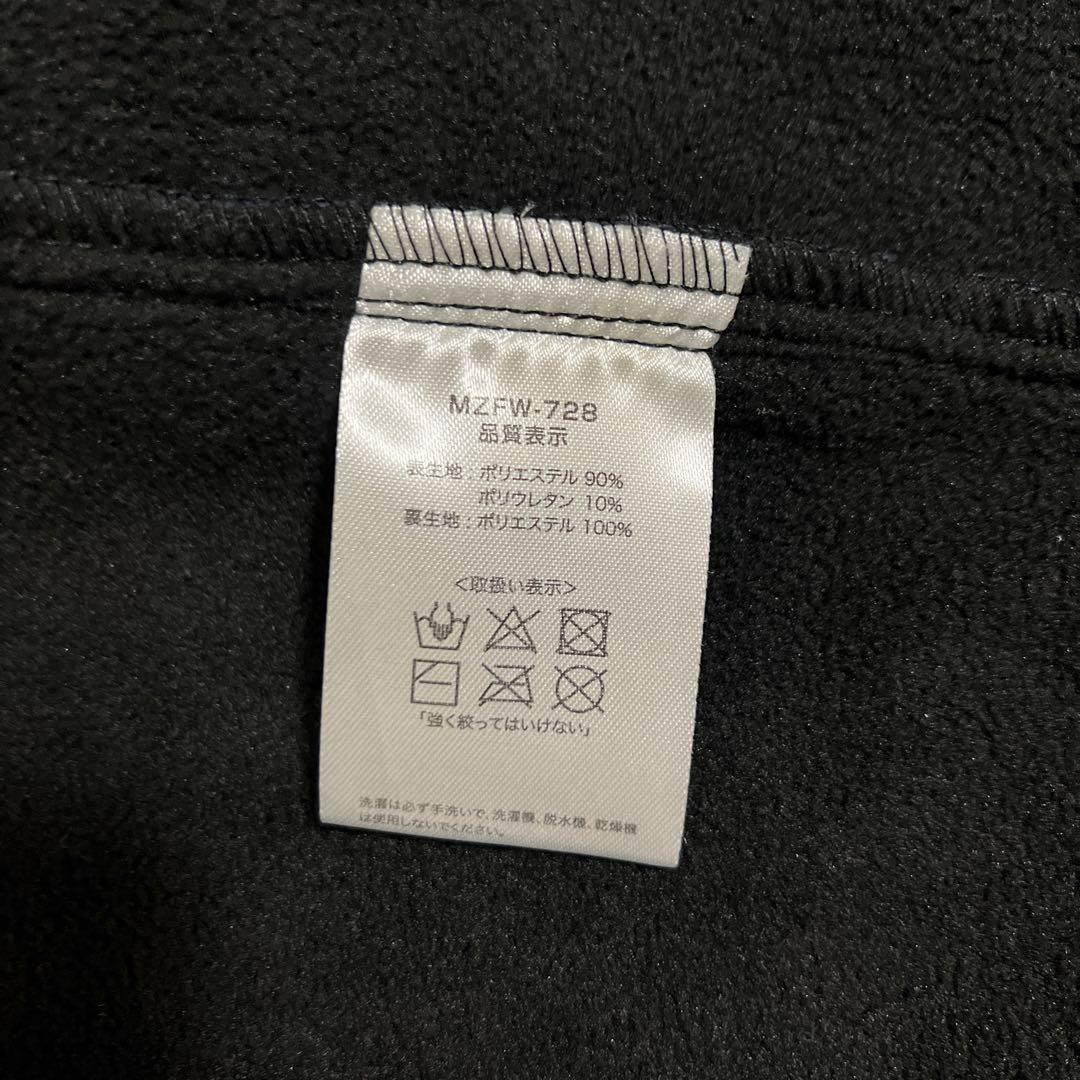 MZFW-728
品質表示
表生地：ポリエステル 90%
ポリウレタン 10%
裏生地：ポリエステル 100%
＜取扱い表示＞
「強く絞ってはいけない」
洗濯は必ず手洗いで、洗濯機、脱水機、乾燥機
は使用しないでください。